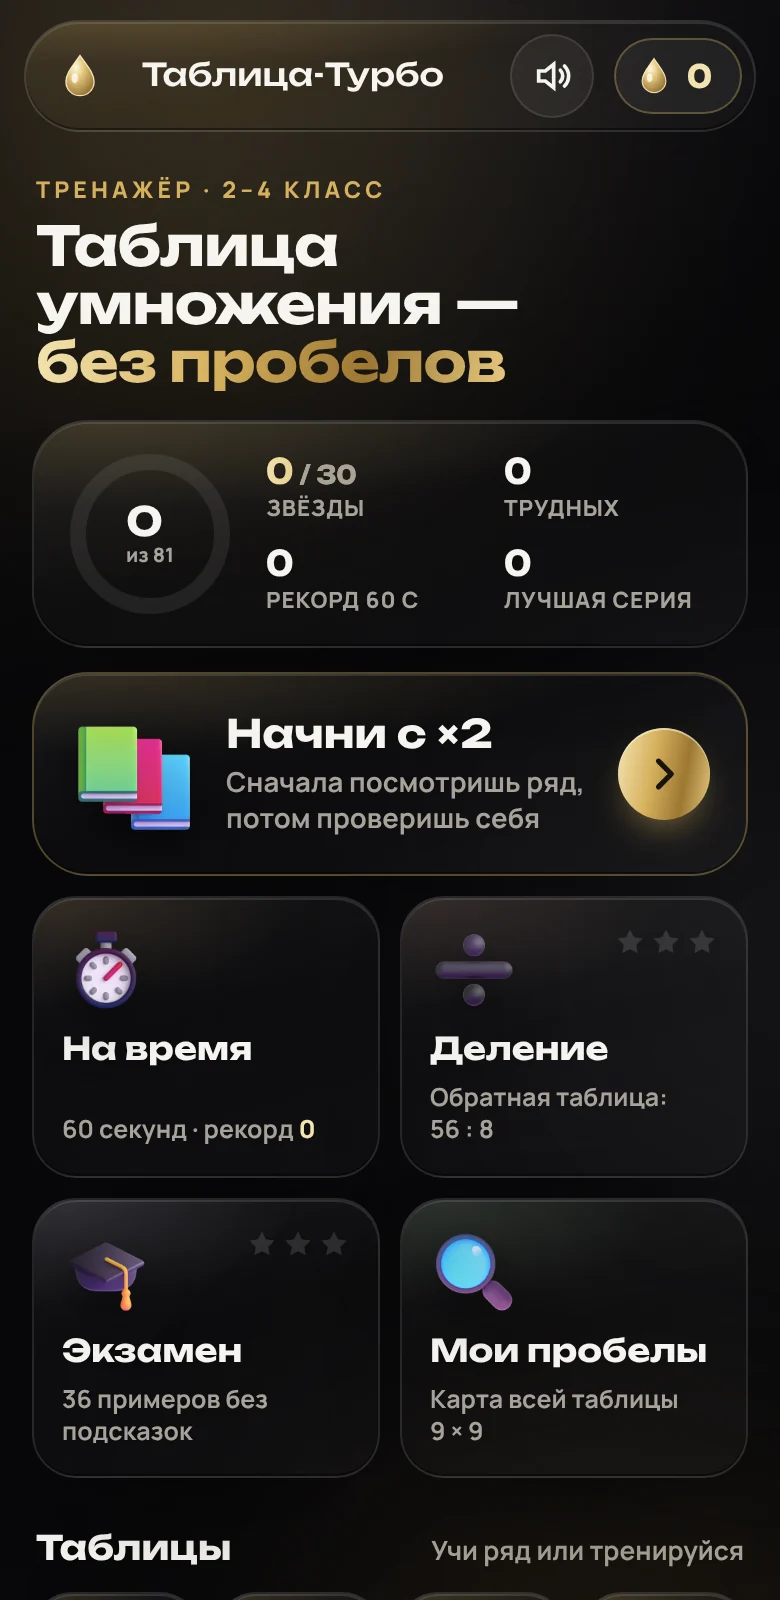 Таблица-Турбо
0
ТРЕНАЖЁР · 2–4 КЛАСС
Таблица
умножения —
без пробелов
0
из 81
0 / 30
ЗВЁЗДЫ
0
ТРУДНЫХ
0
РЕКОРД 60 С
0
ЛУЧШАЯ СЕРИЯ
Начни с ×2
Сначала посмотришь ряд,
потом проверишь себя
На время
60 секунд · рекорд 0
Деление
Обратная таблица:
56 : 8
Экзамен
36 примеров без
подсказок
Мои пробелы
Карта всей таблицы
9 × 9
Таблицы
Учи ряд или тренируйся